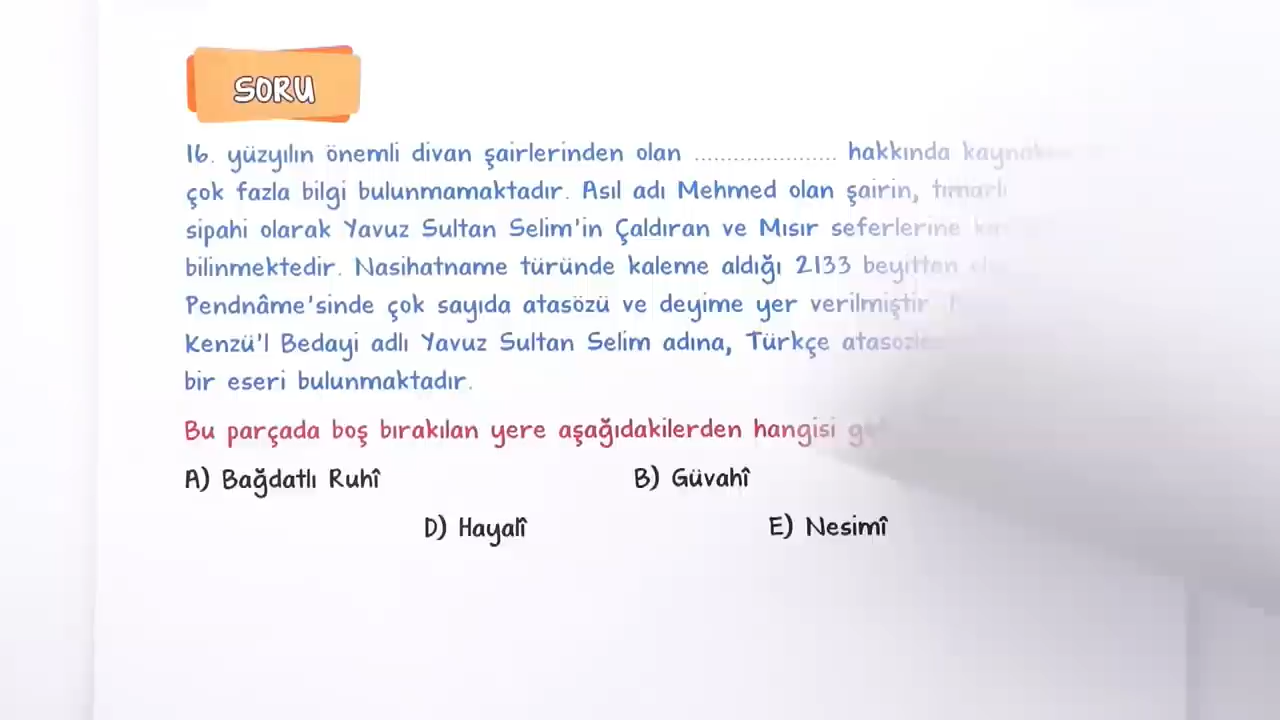 SORU
16. yüzyılın önemli divan şairlerinden olan ...................... hakkında
çok fazla bilgi bulunmamaktadır. Asıl adı Mehmed olan şairin, tımarlı
sipahi olarak Yavuz Sultan Selim'in Çaldıran ve Mısır seferlerine
bilinmektedir. Nasihatname türünde kaleme aldığı 2133 beyitten
Pendnâme'sinde çok sayıda atasözü ve deyime yer verilmiştir.
Kenzü'l Bedayi adlı Yavuz Sultan Selim adına, Türkçe
bir eseri bulunmaktadır.
Bu parçada boş bırakılan yere aşağıdakilerden hangisi
A) Bağdatlı Ruhî B) Güvahî
D) Hayalî E) Nesimî